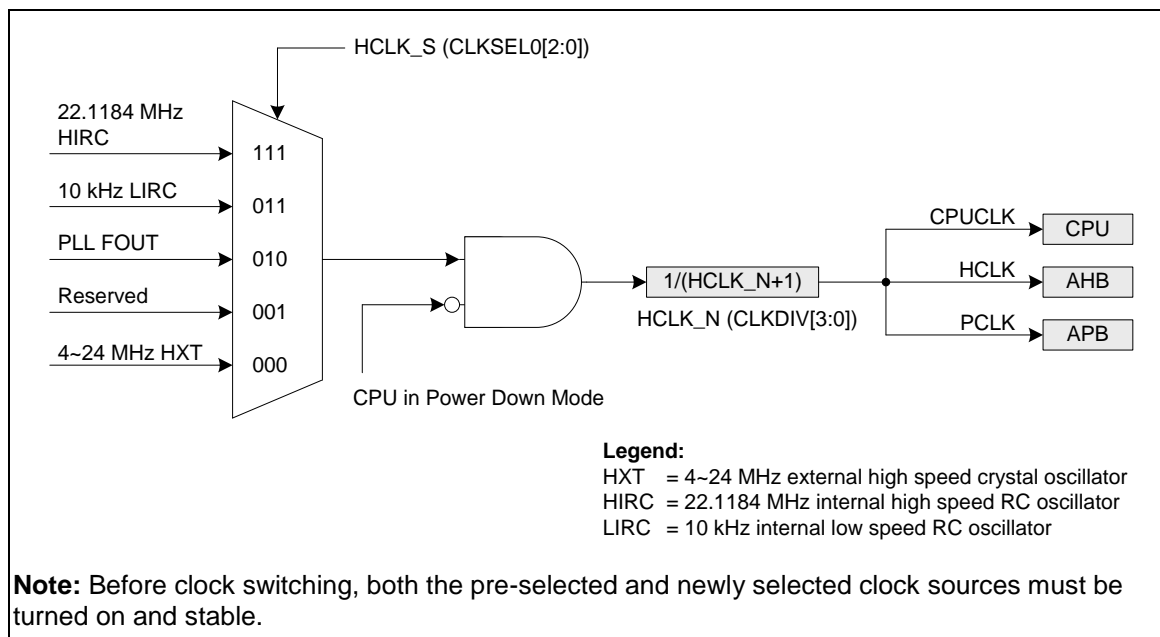 HCLK_S (CLKSEL0[2:0])
22.1184 MHz
HIRC
111
10 kHz LIRC
011
PLL FOUT
010
Reserved
001
4~24 MHz HXT
000
CPU in Power Down Mode
1/(HCLK_N+1)
HCLK_N (CLKDIV[3:0])
CPUCLK
CPU
HCLK
AHB
PCLK
APB
Legend:
HXT = 4~24 MHz external high speed crystal oscillator
HIRC = 22.1184 MHz internal high speed RC oscillator
LIRC = 10 kHz internal low speed RC oscillator
Note: Before clock switching, both the pre-selected and newly selected clock sources must be
turned on and stable.